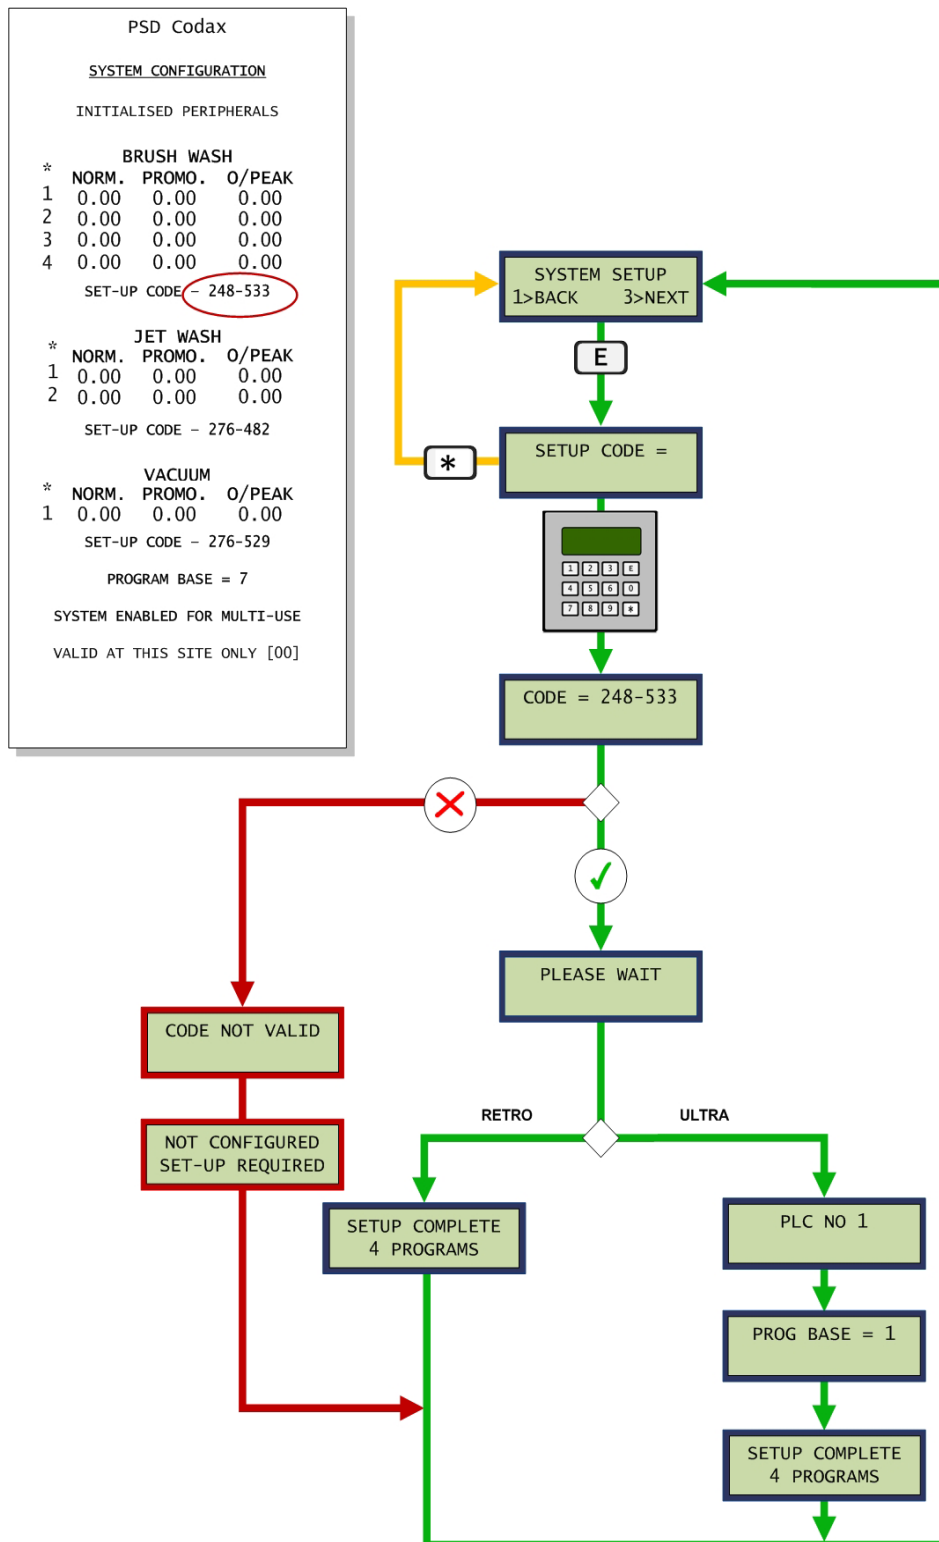 PSD Codax
SYSTEM CONFIGURATION
INITIALISED PERIPHERALS
BRUSH WASH
* NORM. PROMO. O/PEAK
1 0.00 0.00 0.00
2 0.00 0.00 0.00
3 0.00 0.00 0.00
4 0.00 0.00 0.00
SET-UP CODE – 248-533
JET WASH
* NORM. PROMO. O/PEAK
1 0.00 0.00 0.00
2 0.00 0.00 0.00
SET-UP CODE – 276-482
VACUUM
* NORM. PROMO. O/PEAK
1 0.00 0.00 0.00
SET-UP CODE – 276-529
PROGRAM BASE = 7
SYSTEM ENABLED FOR MULTI-USE
VALID AT THIS SITE ONLY [00]
SYSTEM SETUP
1>BACK 3>NEXT
E
SETUP CODE =
*
1 2 3 E
4 5 6 0
7 8 9 *
CODE = 248-533
PLEASE WAIT
CODE NOT VALID
NOT CONFIGURED
SET-UP REQUIRED
RETRO
ULTRA
SETUP COMPLETE
4 PROGRAMS
PLC NO 1
PROG BASE = 1
SETUP COMPLETE
4 PROGRAMS